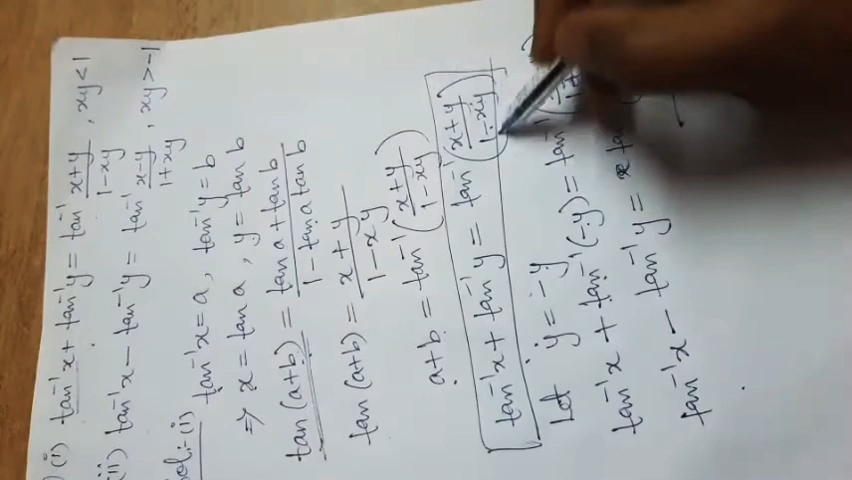 (i) tan⁻¹x + tan⁻¹y = tan⁻¹ (x+y)/(1-xy) , xy < 1
(ii) tan⁻¹x - tan⁻¹y = tan⁻¹ (x-y)/(1+xy) , xy > -1
Sol:-(i) tan⁻¹x = a , tan⁻¹y = b
⇒ x = tan a , y = tan b
tan(a+b) = (tan a + tan b)/(1 - tan a tan b)
tan(a+b) = (x+y)/(1-xy)
a+b = tan⁻¹((x+y)/(1-xy))
tan⁻¹x + tan⁻¹y = tan⁻¹((x+y)/(1-xy))
Let y = -y
tan⁻¹x + tan⁻¹(-y) = tan⁻¹(
tan⁻¹x - tan⁻¹y =